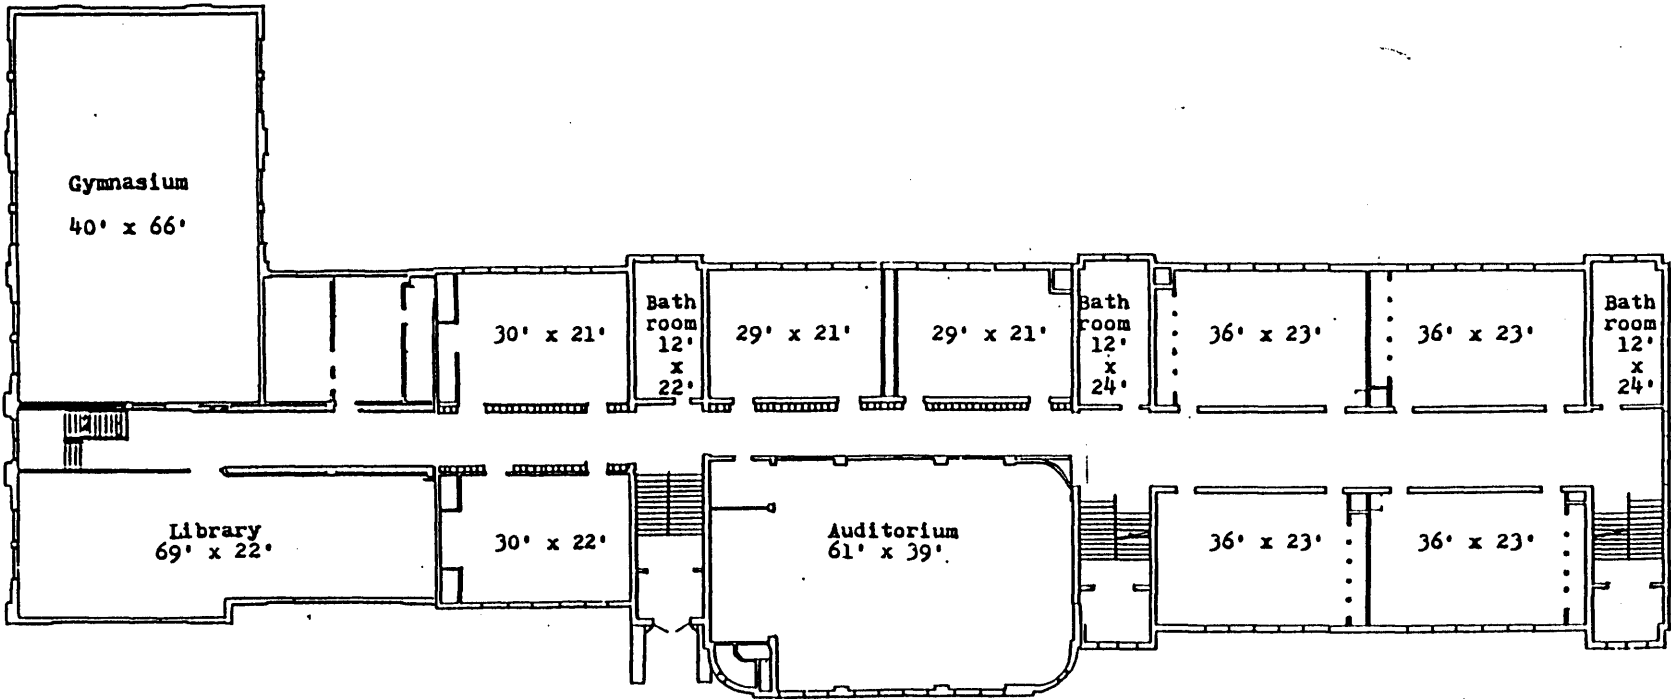 Gymnasium
40' x 66'
30' x 21'
Bath
room
12'
x
22'
29' x 21'
29' x 21'
Bath
room
12'
x
24'
36' x 23'
36' x 23'
Bath
room
12'
x
24'
Library
69' x 22'
30' x 22'
Auditorium
61' x 39'
36' x 23'
36' x 23'